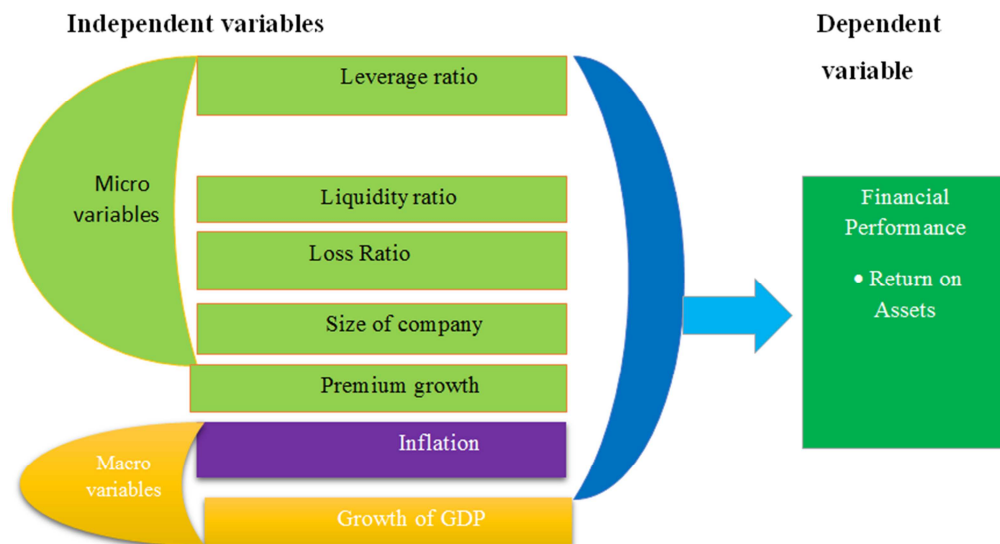 Independent variables
Dependent
variable
Leverage ratio
Micro
variables
Liquidity ratio
Loss Ratio
Size of company
Premium growth
Macro
variables
Inflation
Growth of GDP
Financial
Performance
• Return on
Assets